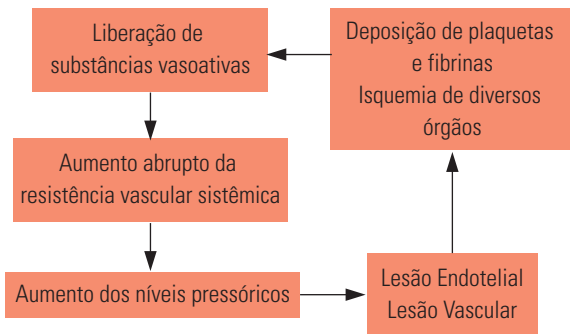 Liberação de
substâncias vasoativas
Aumento abrupto da
resistência vascular sistêmica
Aumento dos níveis pressóricos
Lesão Endotelial
Lesão Vascular
Deposição de plaquetas
e fibrinas
Isquemia de diversos
órgãos